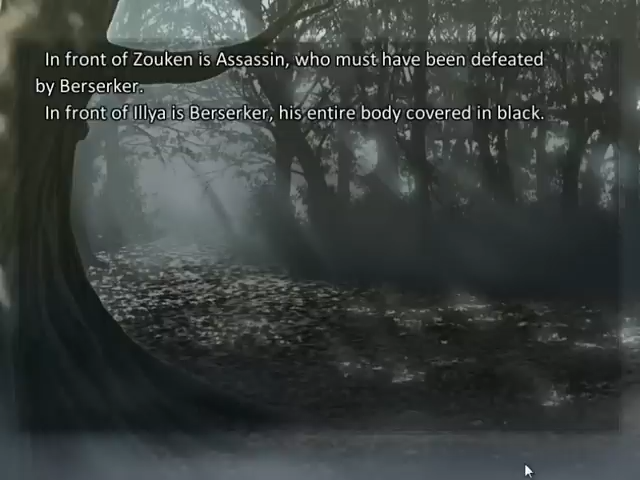 In front of Zouken is Assassin, who must have been defeated
by Berserker.
In front of Illya is Berserker, his entire body covered in black.